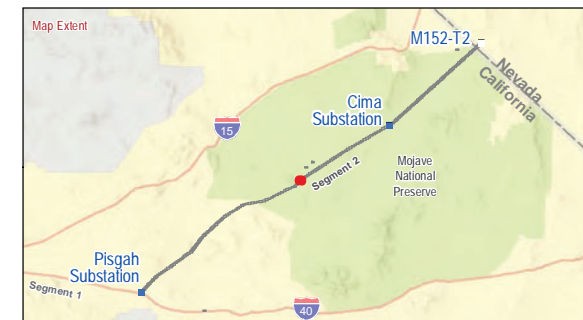 Map Extent
M152-T2
Nevada
California
Cima
Substation
15
Segment 2
Mojave
National
Preserve
Pisgah
Substation
Segment 1
40